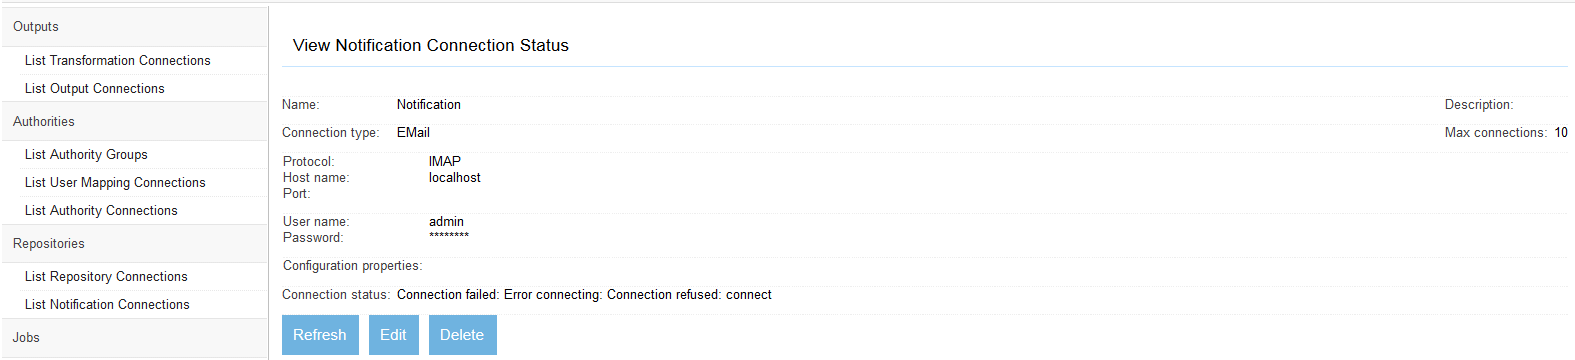 Outputs
List Transformation Connections
List Output Connections
Authorities
List Authority Groups
List User Mapping Connections
List Authority Connections
Repositories
List Repository Connections
List Notification Connections
Jobs
View Notification Connection Status
Name: Notification Description:
Connection type: EMail Max connections: 10
Protocol: IMAP
Host name: localhost
Port:
User name: admin
Password: ********
Configuration properties:
Connection status: Connection failed: Error connecting: Connection refused: connect
Refresh Edit Delete